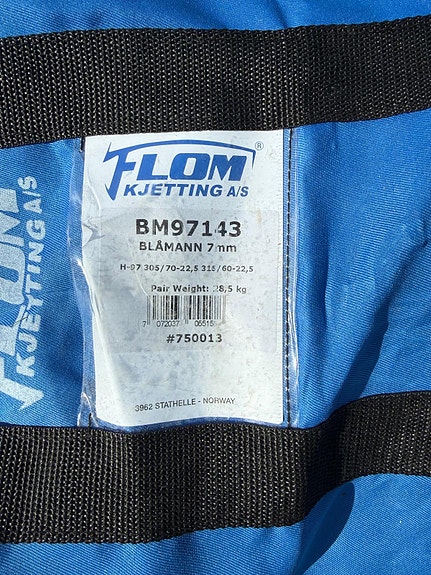 FLOM®
KJETTING A/S
BM97143
BLÅMANN 7mm
H-97 305/70-22,5 315/60-22,5
Pair Weight: 28,5 kg
7 072037 06515
#750013
3962 STATHELLE - NORWAY
FLOM
KJETTING A/S